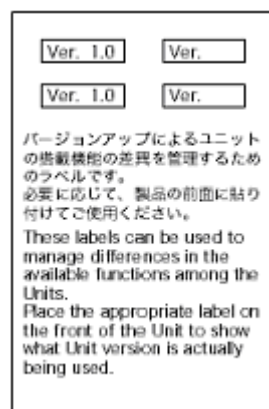 Ver. 1.0 Ver.
Ver. 1.0 Ver.
バージョンアップによるユニット
の搭載機能の差異を管理するため
のラベルです。
必要に応じて、製品の前面に貼り
付けてご使用ください。
These labels can be used to
manage differences in the
available functions among the
Units.
Place the appropriate label on
the front of the Unit to show
what Unit version is actually
being used.